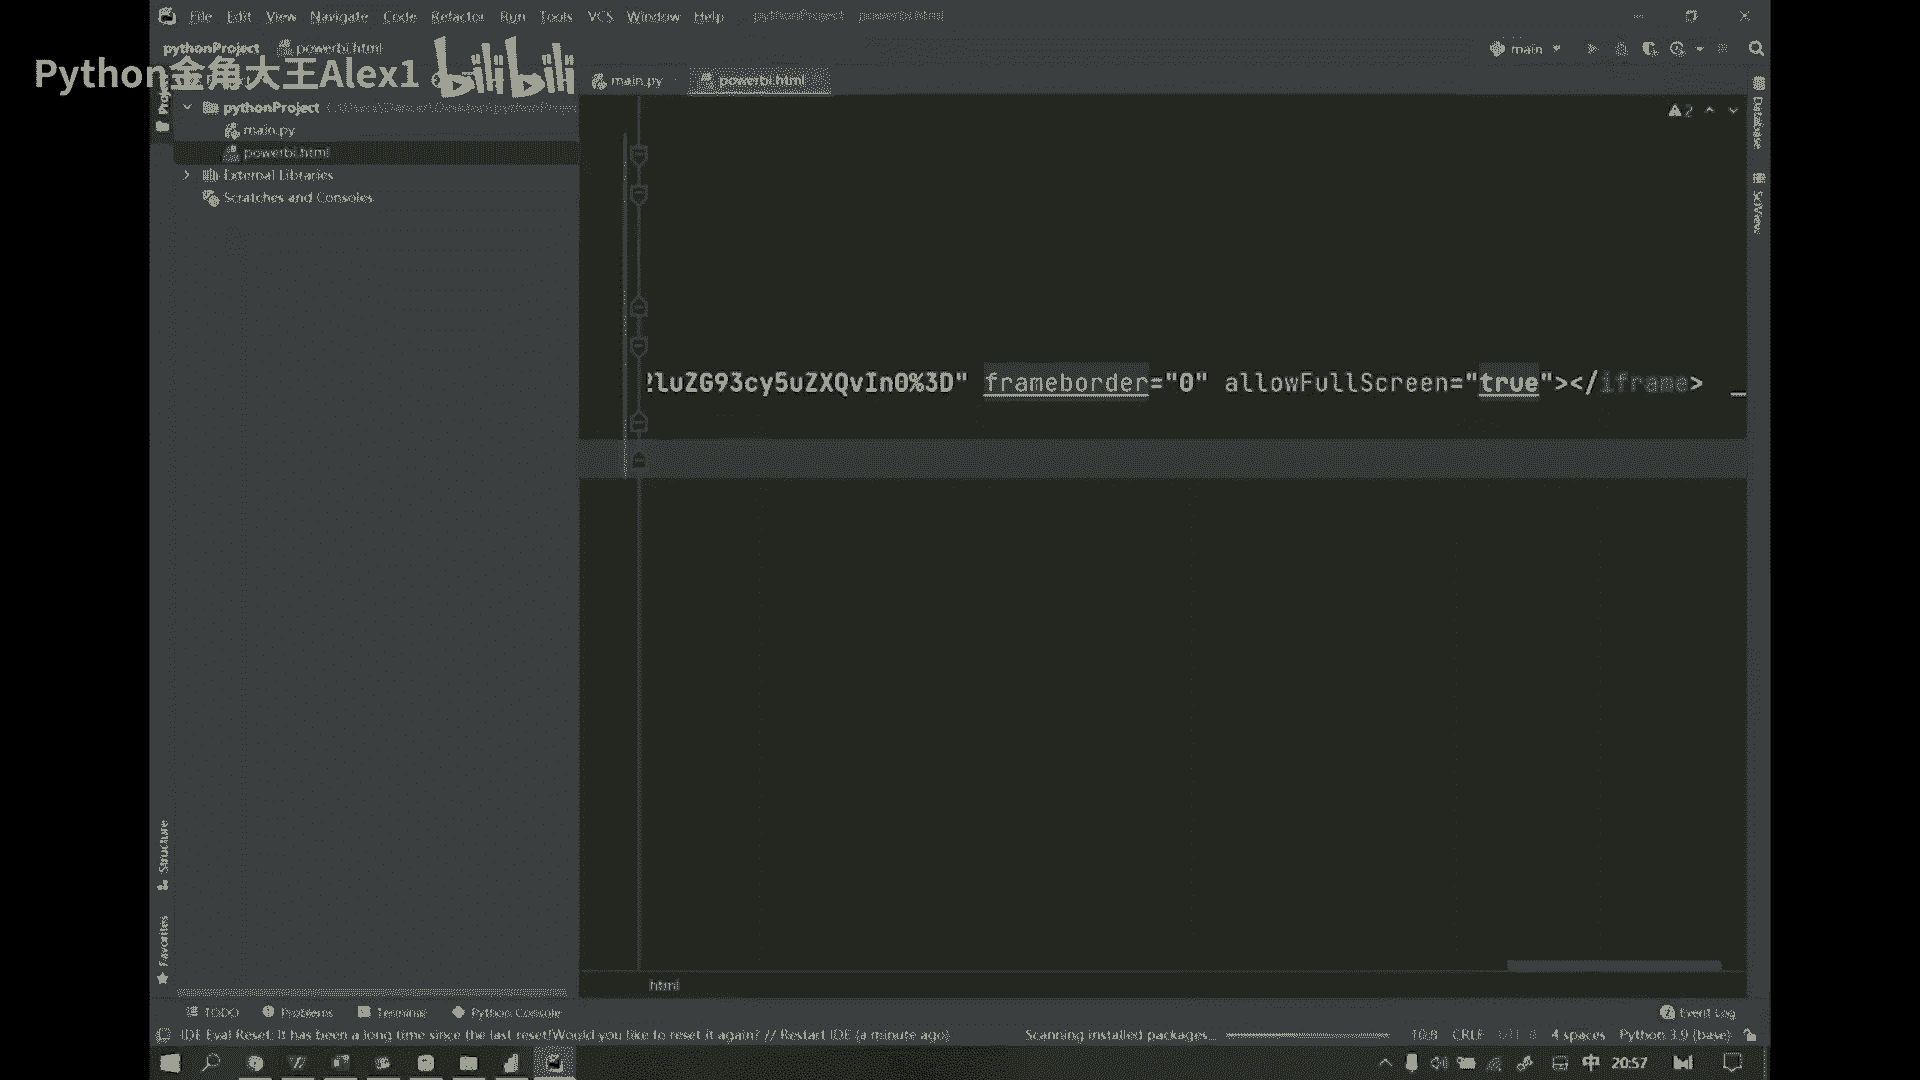 File Edit View Navigate Code Refactor Run Tools VCS Window Help pythonProject powerbi.html
pythonProject powerbi.html
main
Python金角大王Alex1 bilibili
main.py
powerbi.html
Project
pythonProject
main.py
powerbi.html
External Libraries
Scratches and Consoles
2
Database
SciView
luZG93cy5uZXQvIn0%3D" frameborder="0" allowFullScreen="true"></iframe>
html
Structure
Favorites
TODO Problems Terminal Python Console
Event Log
IDE Eval Reset: It has been a long time since the last reset!Would you like to reset it again? // Restart IDE (a minute ago)
Scanning installed packages...
10:8 CRLF 4 spaces Python 3.9 (base)
中 20:57